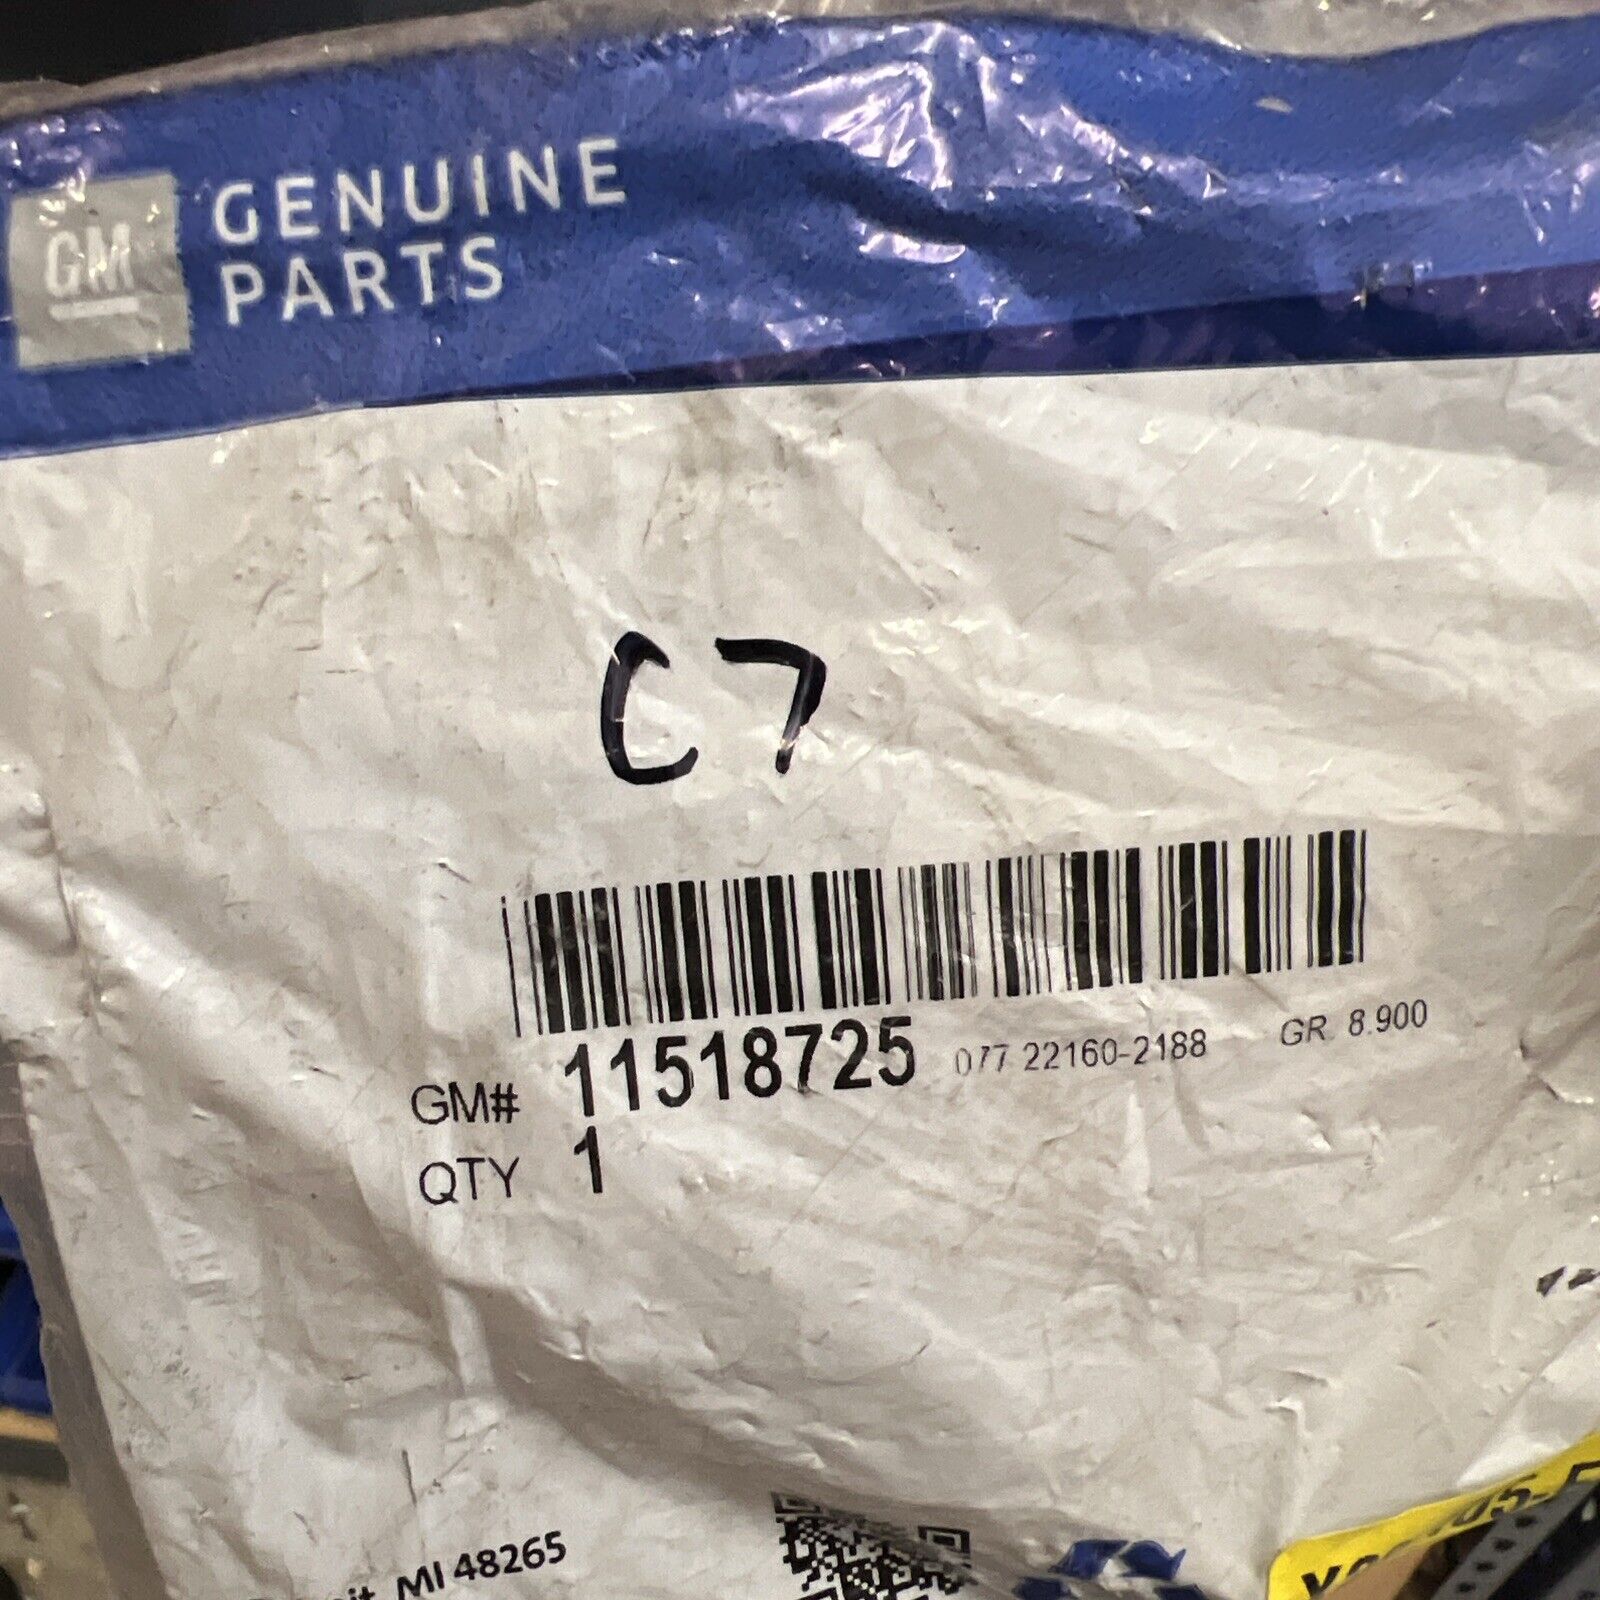 GM
GENUINE
PARTS
C7
GM# 11518725 077 22160-2188 GR. 8.900
QTY 1
MI 48265